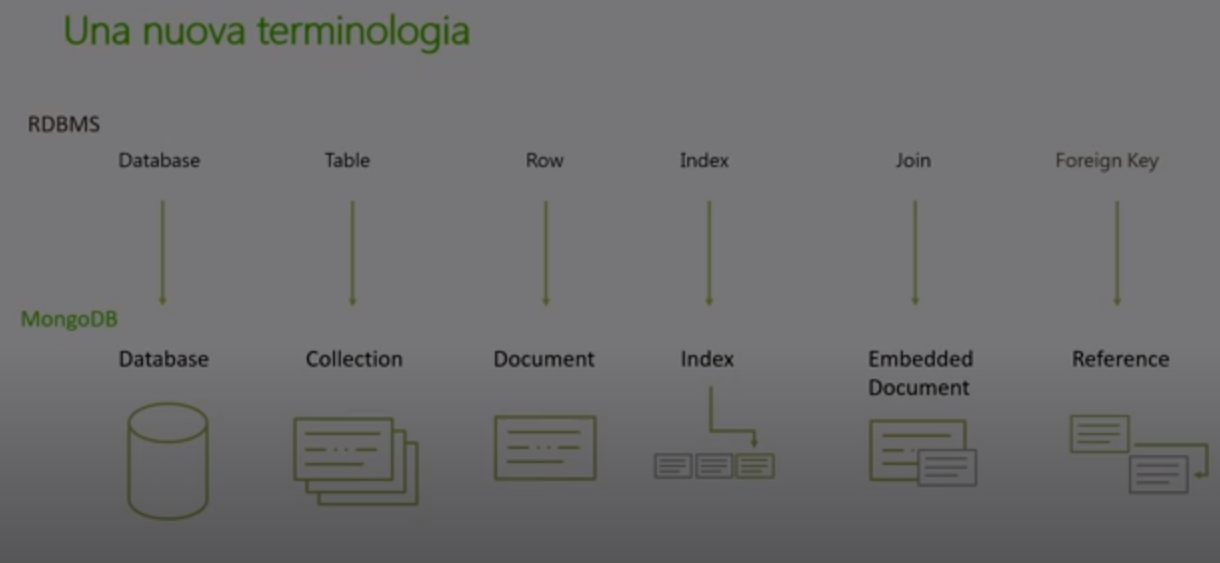 Una nuova terminologia
RDBMS
Database Table Row Index Join Foreign Key
MongoDB
Database Collection Document Index Embedded Document Reference